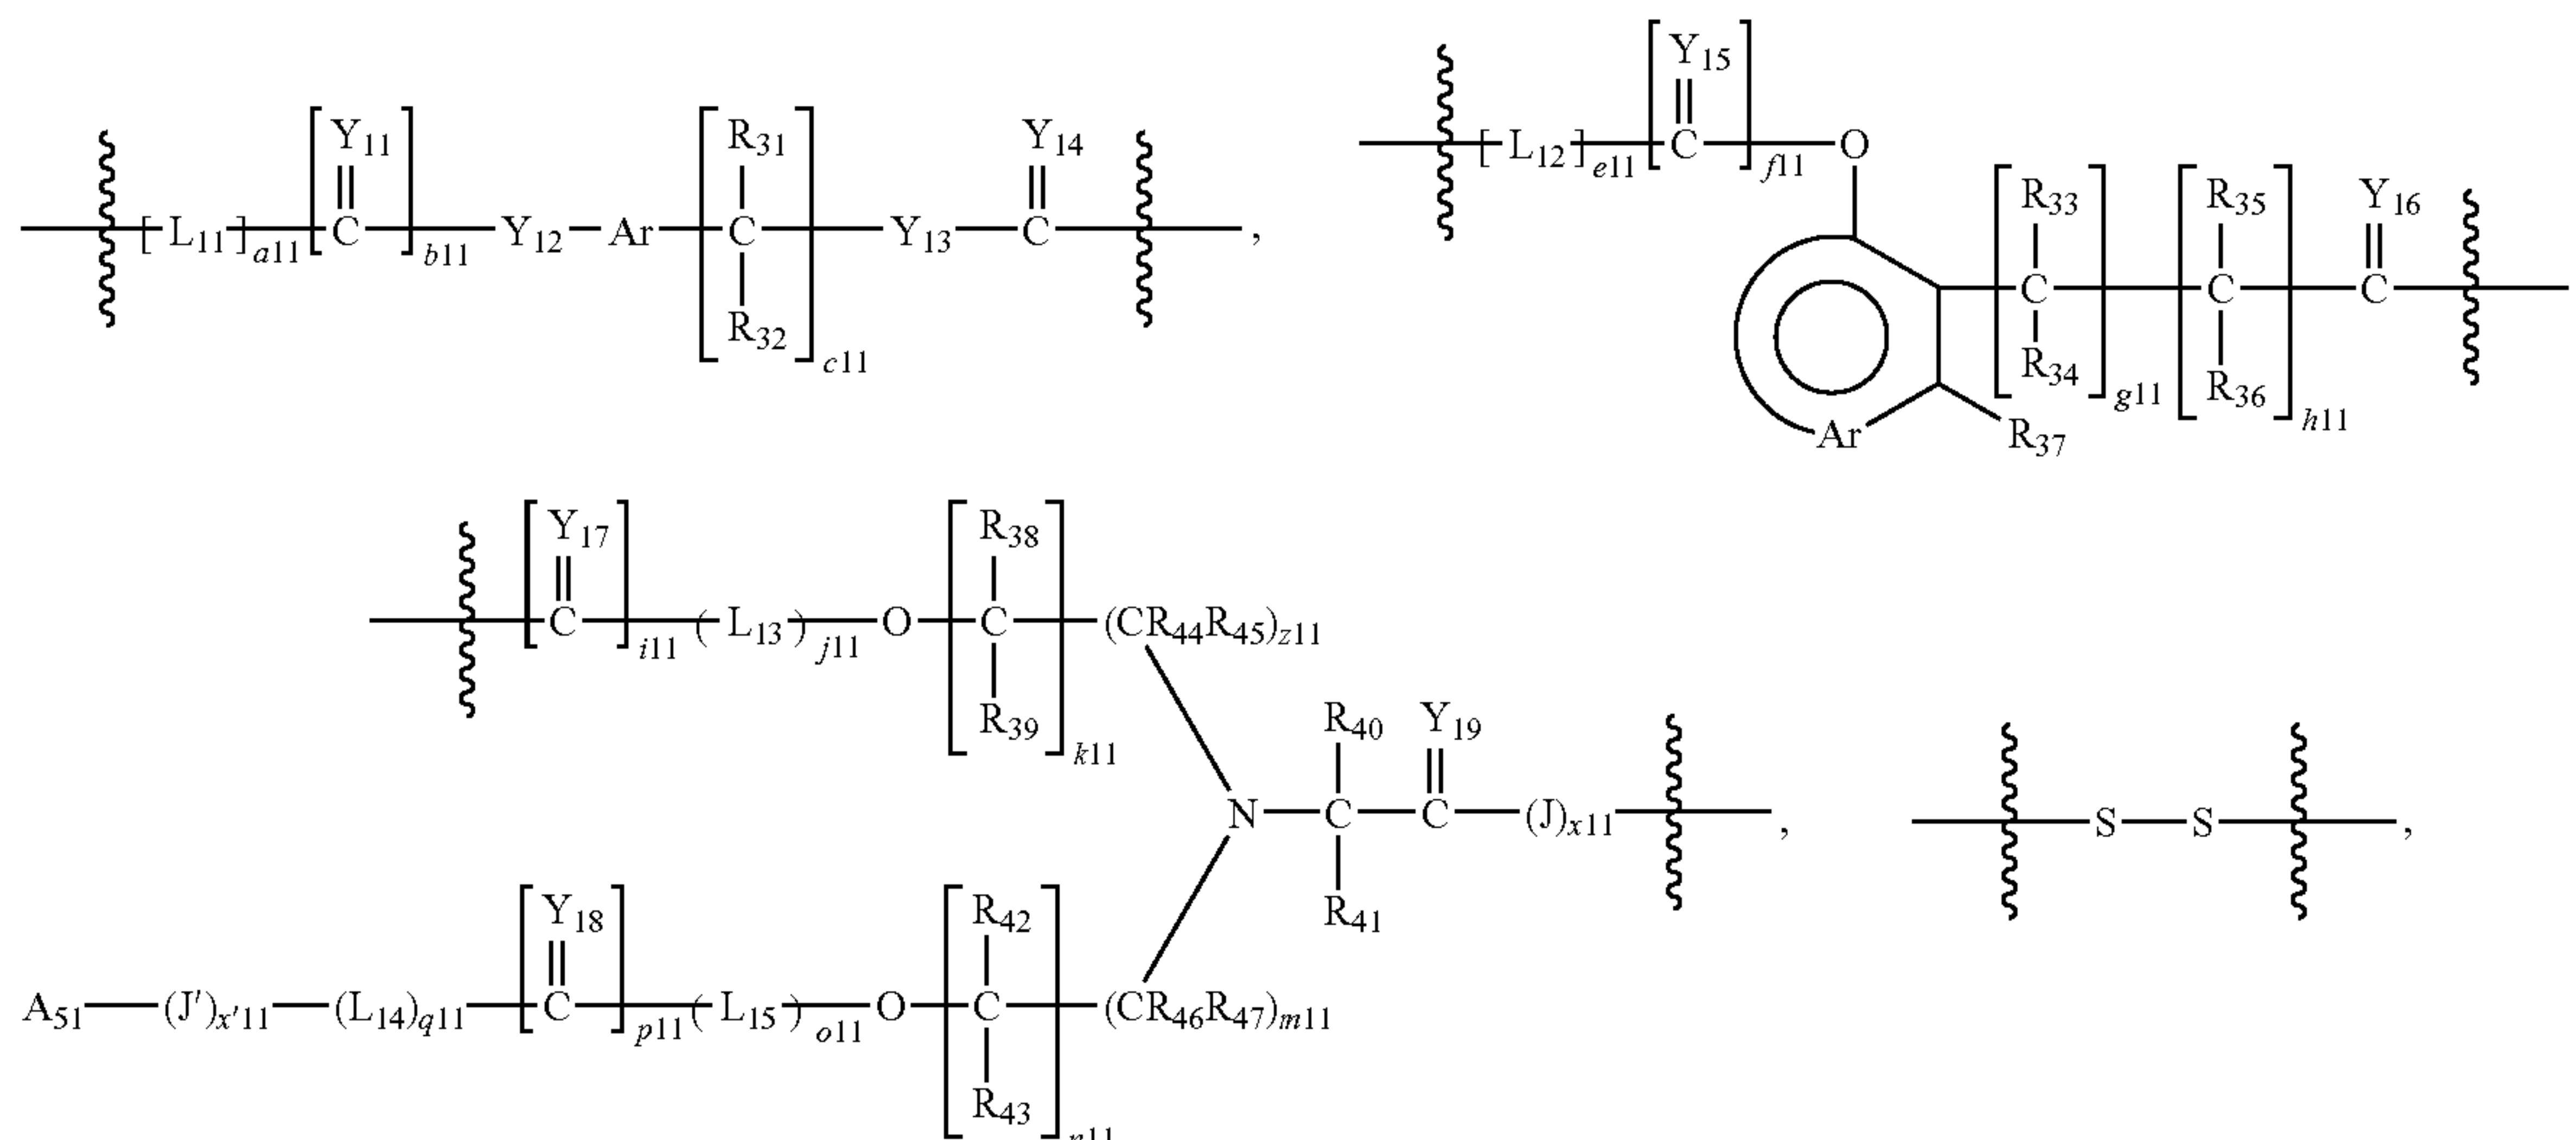 Y11 R31 Y14
[L11]a11 C b11 Y12 Ar C Y13 C ,
R32 c11
Y15
[L12]e11 C f11 O
R33 R35 Y16
C C C
R34 g11 R36 h11
Ar R37
Y17 R38
C i11 (L13)j11 O C (CR44R45)z11
R39 k11
R40 Y19
N C C (J)x11 ,
R41
S S ,
Y18 R42
A51 (J')x'11 (L14)q11 C p11 (L15)o11 O C (CR46R47)m11
R43